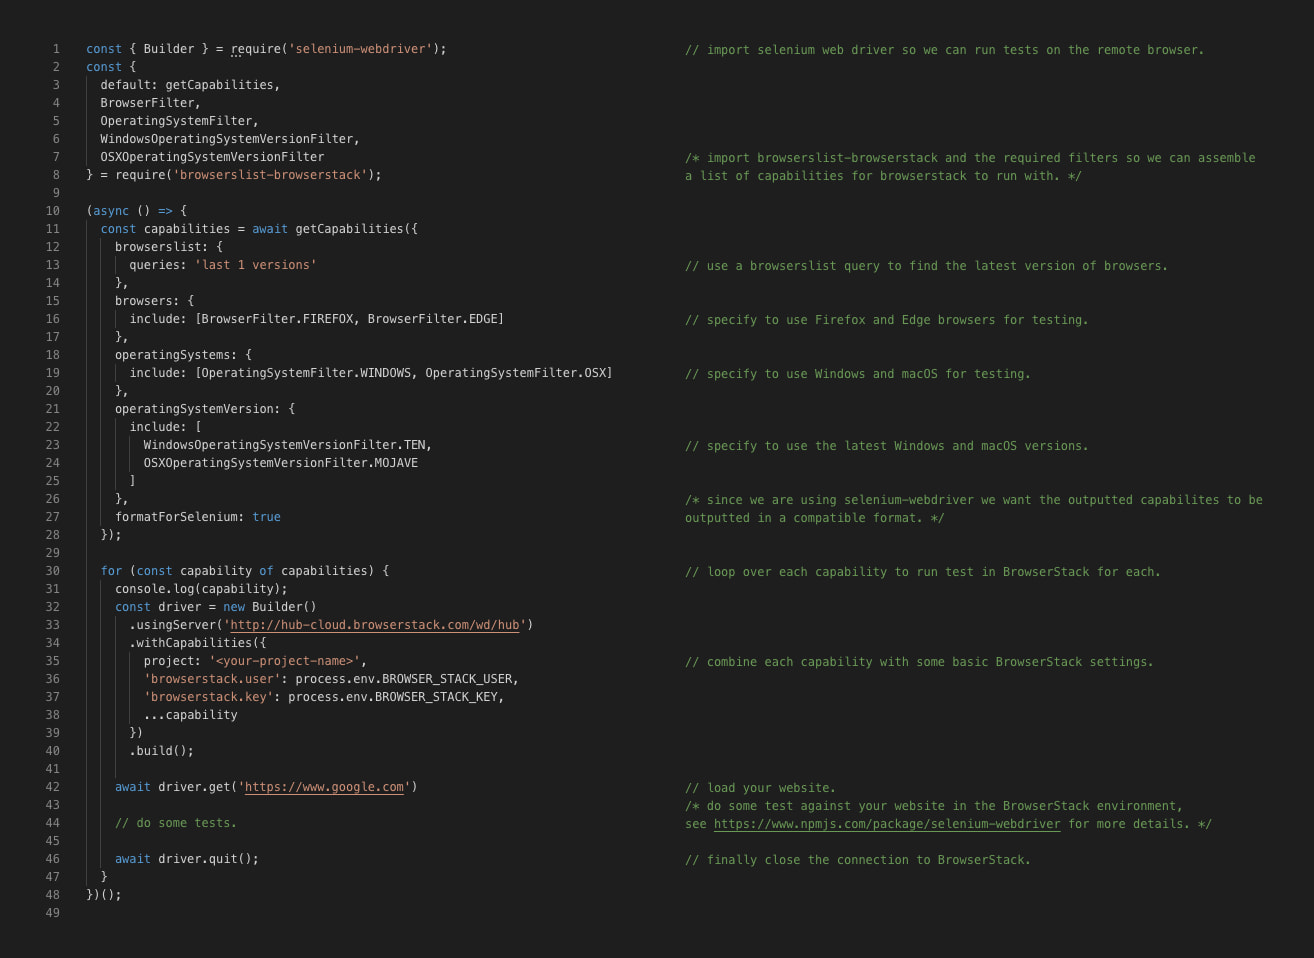 1 const { Builder } = require('selenium-webdriver'); // import selenium web driver so we can run tests on the remote browser.
2 const {
3 default: getCapabilities,
4 BrowserFilter,
5 OperatingSystemFilter,
6 WindowsOperatingSystemVersionFilter,
7 OSXOperatingSystemVersionFilter /* import browserslist-browserstack and the required filters so we can assemble
8 } = require('browserslist-browserstack'); a list of capabilities for browserstack to run with. */
9
10 (async () => {
11 const capabilities = await getCapabilities({
12 browserslist: {
13 queries: 'last 1 versions' // use a browserslist query to find the latest version of browsers.
14 },
15 browsers: {
16 include: [BrowserFilter.FIREFOX, BrowserFilter.EDGE] // specify to use Firefox and Edge browsers for testing.
17 },
18 operatingSystems: {
19 include: [OperatingSystemFilter.WINDOWS, OperatingSystemFilter.OSX] // specify to use Windows and macOS for testing.
20 },
21 operatingSystemVersion: {
22 include: [
23 WindowsOperatingSystemVersionFilter.TEN, // specify to use the latest Windows and macOS versions.
24 OSXOperatingSystemVersionFilter.MOJAVE
25 ]
26 }, /* since we are using selenium-webdriver we want the outputted capabilites to be
27 formatForSelenium: true outputted in a compatible format. */
28 });
29
30 for (const capability of capabilities) { // loop over each capability to run test in BrowserStack for each.
31 console.log(capability);
32 const driver = new Builder()
33 .usingServer('http://hub-cloud.browserstack.com/wd/hub')
34 .withCapabilities({
35 project: '<your-project-name>', // combine each capability with some basic BrowserStack settings.
36 'browserstack.user': process.env.BROWSER_STACK_USER,
37 'browserstack.key': process.env.BROWSER_STACK_KEY,
38 ...capability
39 })
40 .build();
41
42 await driver.get('https://www.google.com') // load your website.
43 /* do some test against your website in the BrowserStack environment,
44 // do some tests. see https://www.npmjs.com/package/selenium-webdriver for more details. */
45
46 await driver.quit(); // finally close the connection to BrowserStack.
47 }
48 })();
49